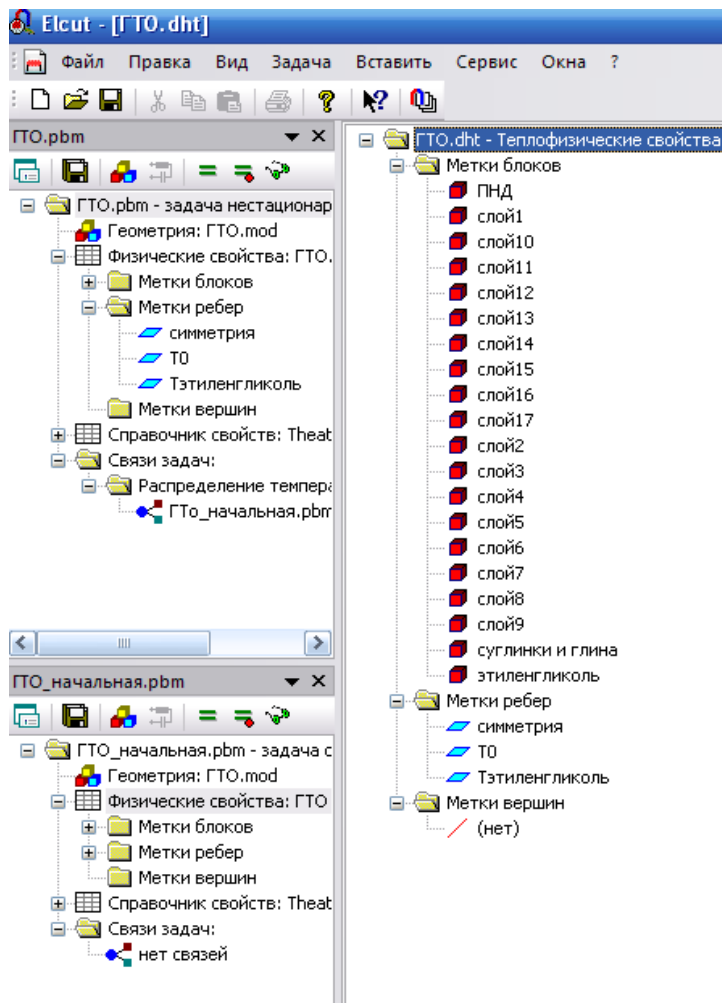 Elcut - [ГТО.dht]
Файл Правка Вид Задача Вставить Сервис Окна ?
ГТО.pbm
ГТО.pbm - задача нестационар
Геометрия: ГТО.mod
Физические свойства: ГТО.
Метки блоков
Метки ребер
симметрия
Т0
Тэтиленгликоль
Метки вершин
Справочник свойств: Theat
Связи задач:
Распределение темпера
ГТо_начальная.pbm
ГТО_начальная.pbm
ГТО_начальная.pbm - задача с
Геометрия: ГТО.mod
Физические свойства: ГТО
Метки блоков
Метки ребер
Метки вершин
Справочник свойств: Theat
Связи задач:
нет связей
ГТО.dht - Теплофизические свойства
Метки блоков
ПНД
слой1
слой10
слой11
слой12
слой13
слой14
слой15
слой16
слой17
слой2
слой3
слой4
слой5
слой6
слой7
слой8
слой9
суглинки и глина
этиленгликоль
Метки ребер
симметрия
Т0
Тэтиленгликоль
Метки вершин
(нет)